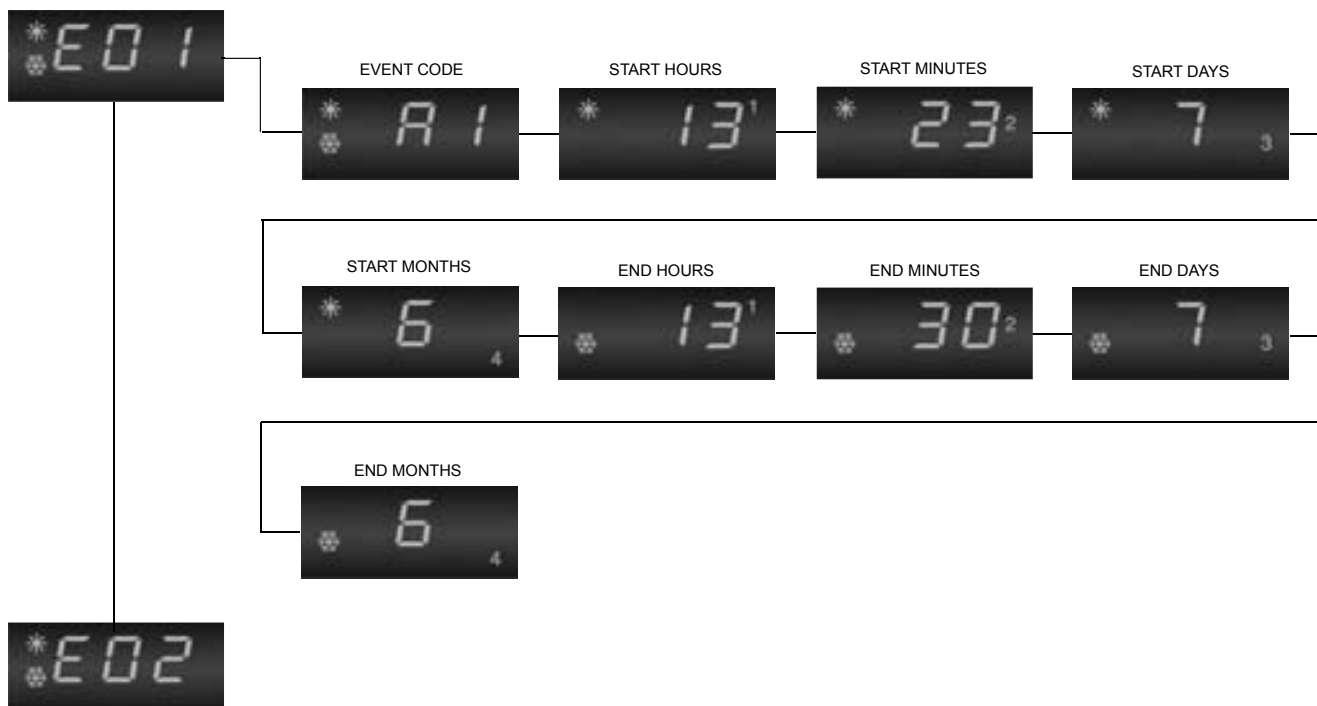 E01
EVENT CODE
START HOURS
START MINUTES
START DAYS
A1
13 1
23 2
7 3
START MONTHS
END HOURS
END MINUTES
END DAYS
6 4
13 1
30 2
7 3
END MONTHS
6 4
E02